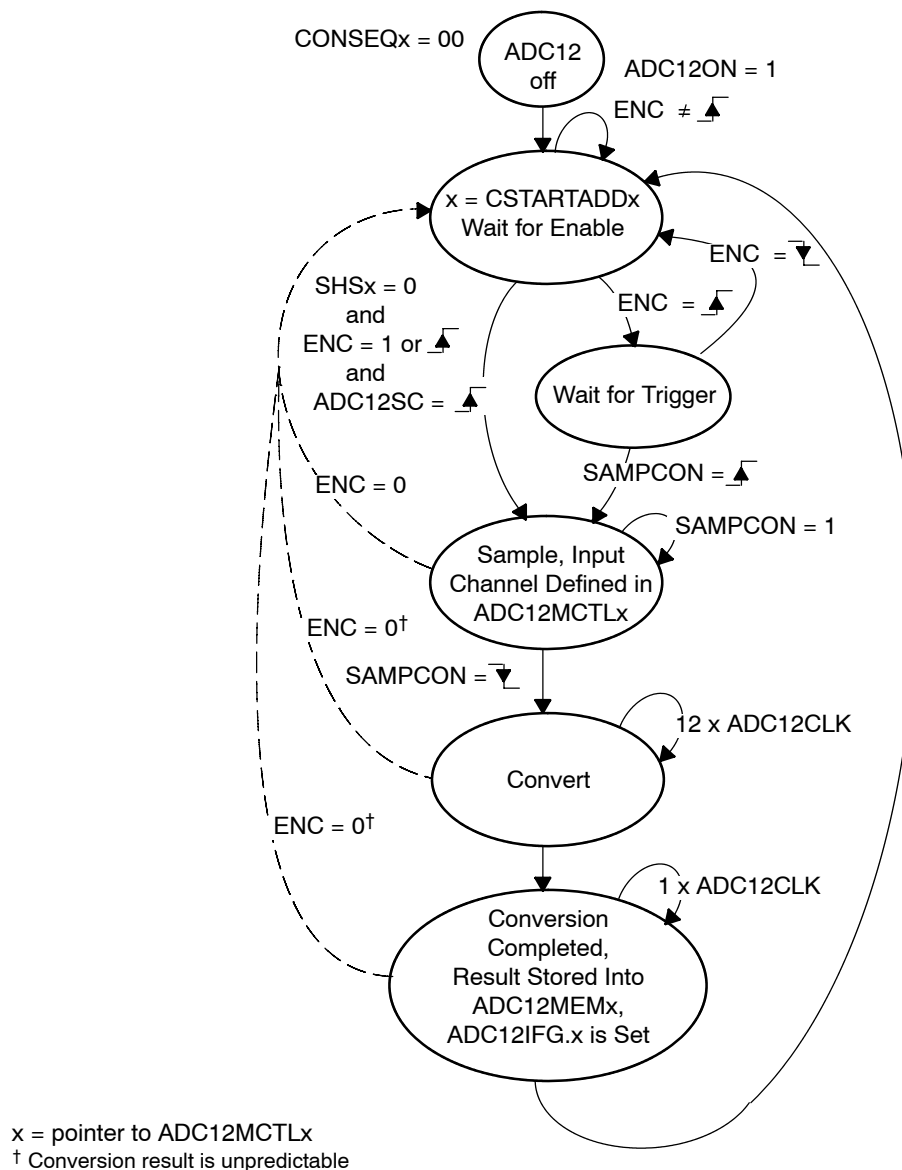 CONSEQx = 00
ADC12
off
ADC12ON = 1
ENC ≠
x = CSTARTADDx
Wait for Enable
ENC =
SHSx = 0
and
ENC = 1 or
and
ADC12SC =
ENC =
Wait for Trigger
SAMPCON =
ENC = 0
SAMPCON = 1
Sample, Input
Channel Defined in
ADC12MCTLx
ENC = 0†
SAMPCON =
12 x ADC12CLK
Convert
ENC = 0†
1 x ADC12CLK
Conversion
Completed,
Result Stored Into
ADC12MEMx,
ADC12IFG.x is Set
x = pointer to ADC12MCTLx
† Conversion result is unpredictable